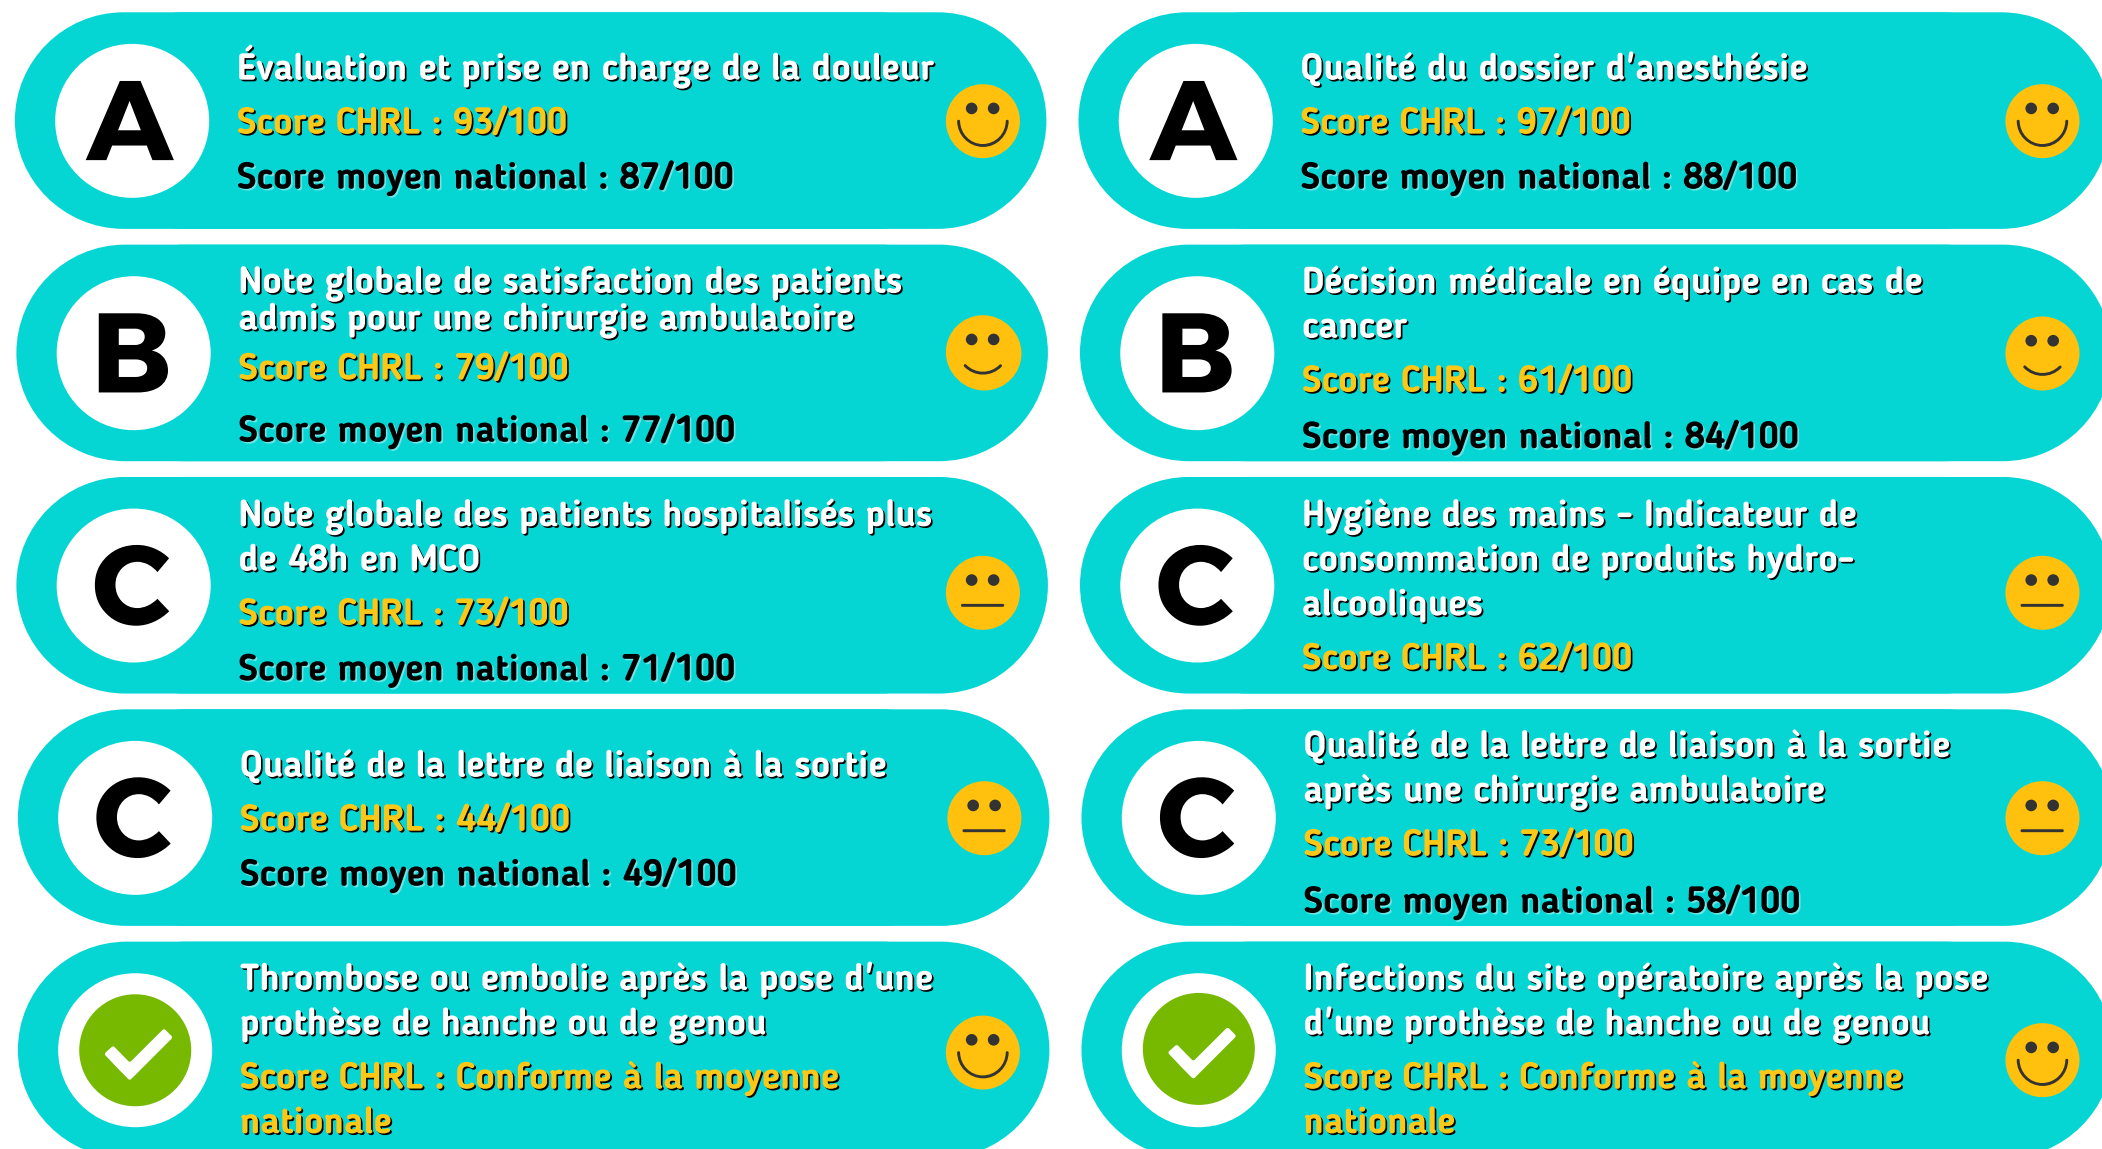 A
Évaluation et prise en charge de la douleur
Score CHRL : 93/100
Score moyen national : 87/100
A
Qualité du dossier d'anesthésie
Score CHRL : 97/100
Score moyen national : 88/100
B
Note globale de satisfaction des patients
admis pour une chirurgie ambulatoire
Score CHRL : 79/100
Score moyen national : 77/100
B
Décision médicale en équipe en cas de
cancer
Score CHRL : 61/100
Score moyen national : 84/100
C
Note globale des patients hospitalisés plus
de 48h en MCO
Score CHRL : 73/100
Score moyen national : 71/100
C
Hygiène des mains - Indicateur de
consommation de produits hydro-
alcooliques
Score CHRL : 62/100
C
Qualité de la lettre de liaison à la sortie
Score CHRL : 44/100
Score moyen national : 49/100
C
Qualité de la lettre de liaison à la sortie
après une chirurgie ambulatoire
Score CHRL : 73/100
Score moyen national : 58/100
Thrombose ou embolie après la pose d'une
prothèse de hanche ou de genou
Score CHRL : Conforme à la moyenne
nationale
Infections du site opératoire après la pose
d'une prothèse de hanche ou de genou
Score CHRL : Conforme à la moyenne
nationale